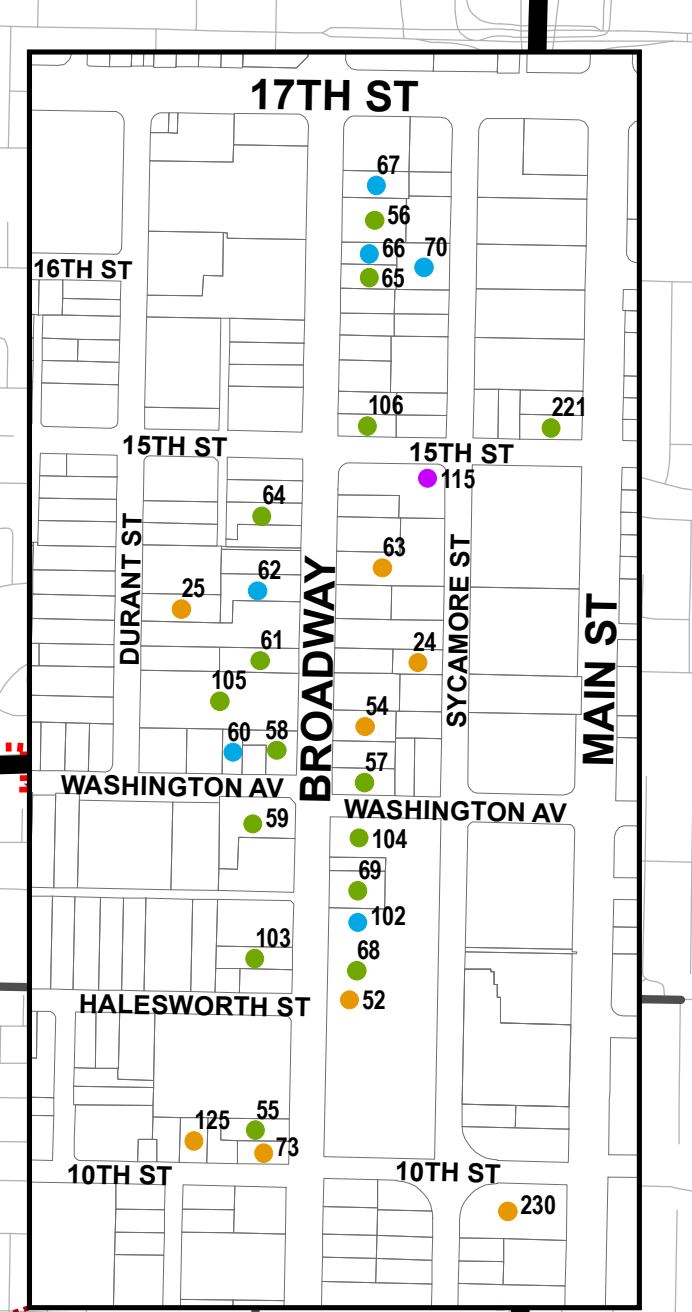 17TH ST
67
56
66
70
16TH ST
65
106
221
15TH ST
15TH ST
115
64
63
62
25
DURANT ST
BROADWAY
SYCAMORE ST
MAIN ST
61
24
105
54
60
58
57
WASHINGTON AV
WASHINGTON AV
59
104
69
102
103
68
52
HALESWORTH ST
125
55
73
10TH ST
10TH ST
230